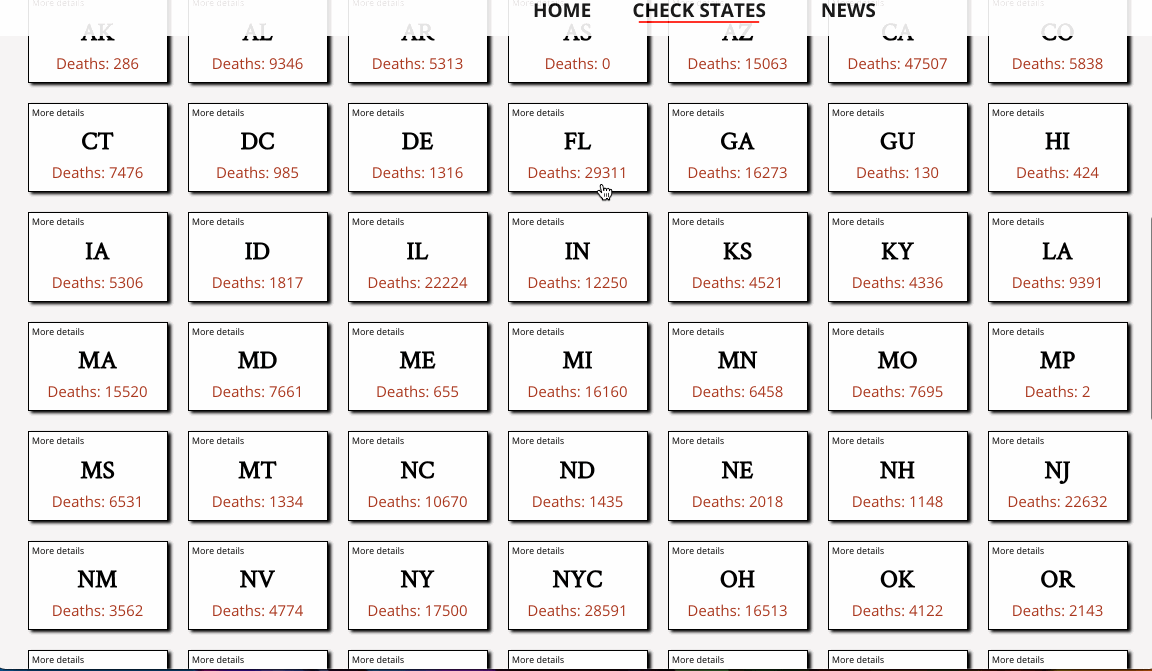 HOME CHECK STATES NEWS
More details More details More details More details More details More details More details
AK AL AR AS AZ CA CO
Deaths: 286 Deaths: 9346 Deaths: 5313 Deaths: 0 Deaths: 15063 Deaths: 47507 Deaths: 5838
More details More details More details More details More details More details More details
CT DC DE FL GA GU HI
Deaths: 7476 Deaths: 985 Deaths: 1316 Deaths: 29311 Deaths: 16273 Deaths: 130 Deaths: 424
More details More details More details More details More details More details More details
IA ID IL IN KS KY LA
Deaths: 5306 Deaths: 1817 Deaths: 22224 Deaths: 12250 Deaths: 4521 Deaths: 4336 Deaths: 9391
More details More details More details More details More details More details More details
MA MD ME MI MN MO MP
Deaths: 15520 Deaths: 7661 Deaths: 655 Deaths: 16160 Deaths: 6458 Deaths: 7695 Deaths: 2
More details More details More details More details More details More details More details
MS MT NC ND NE NH NJ
Deaths: 6531 Deaths: 1334 Deaths: 10670 Deaths: 1435 Deaths: 2018 Deaths: 1148 Deaths: 22632
More details More details More details More details More details More details More details
NM NV NY NYC OH OK OR
Deaths: 3562 Deaths: 4774 Deaths: 17500 Deaths: 28591 Deaths: 16513 Deaths: 4122 Deaths: 2143
More details More details More details More details More details More details More details